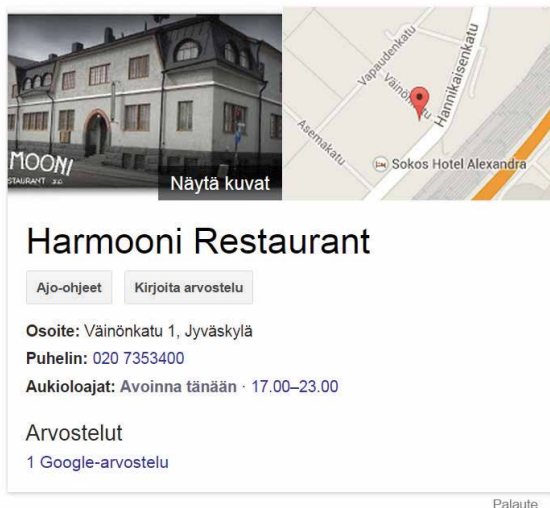 MOONI
STAURANT
Näytä kuvat
Vapaudenkatu
Väinönkatu
Hannikaisenkatu
Asemakatu
Sokos Hotel Alexandra
Harmooni Restaurant
Ajo-ohjeet
Kirjoita arvostelu
Osoite: Väinönkatu 1, Jyväskylä
Puhelin: 020 7353400
Aukioloajat: Avoinna tänään · 17.00–23.00
Arvostelut
1 Google-arvostelu
Palaute